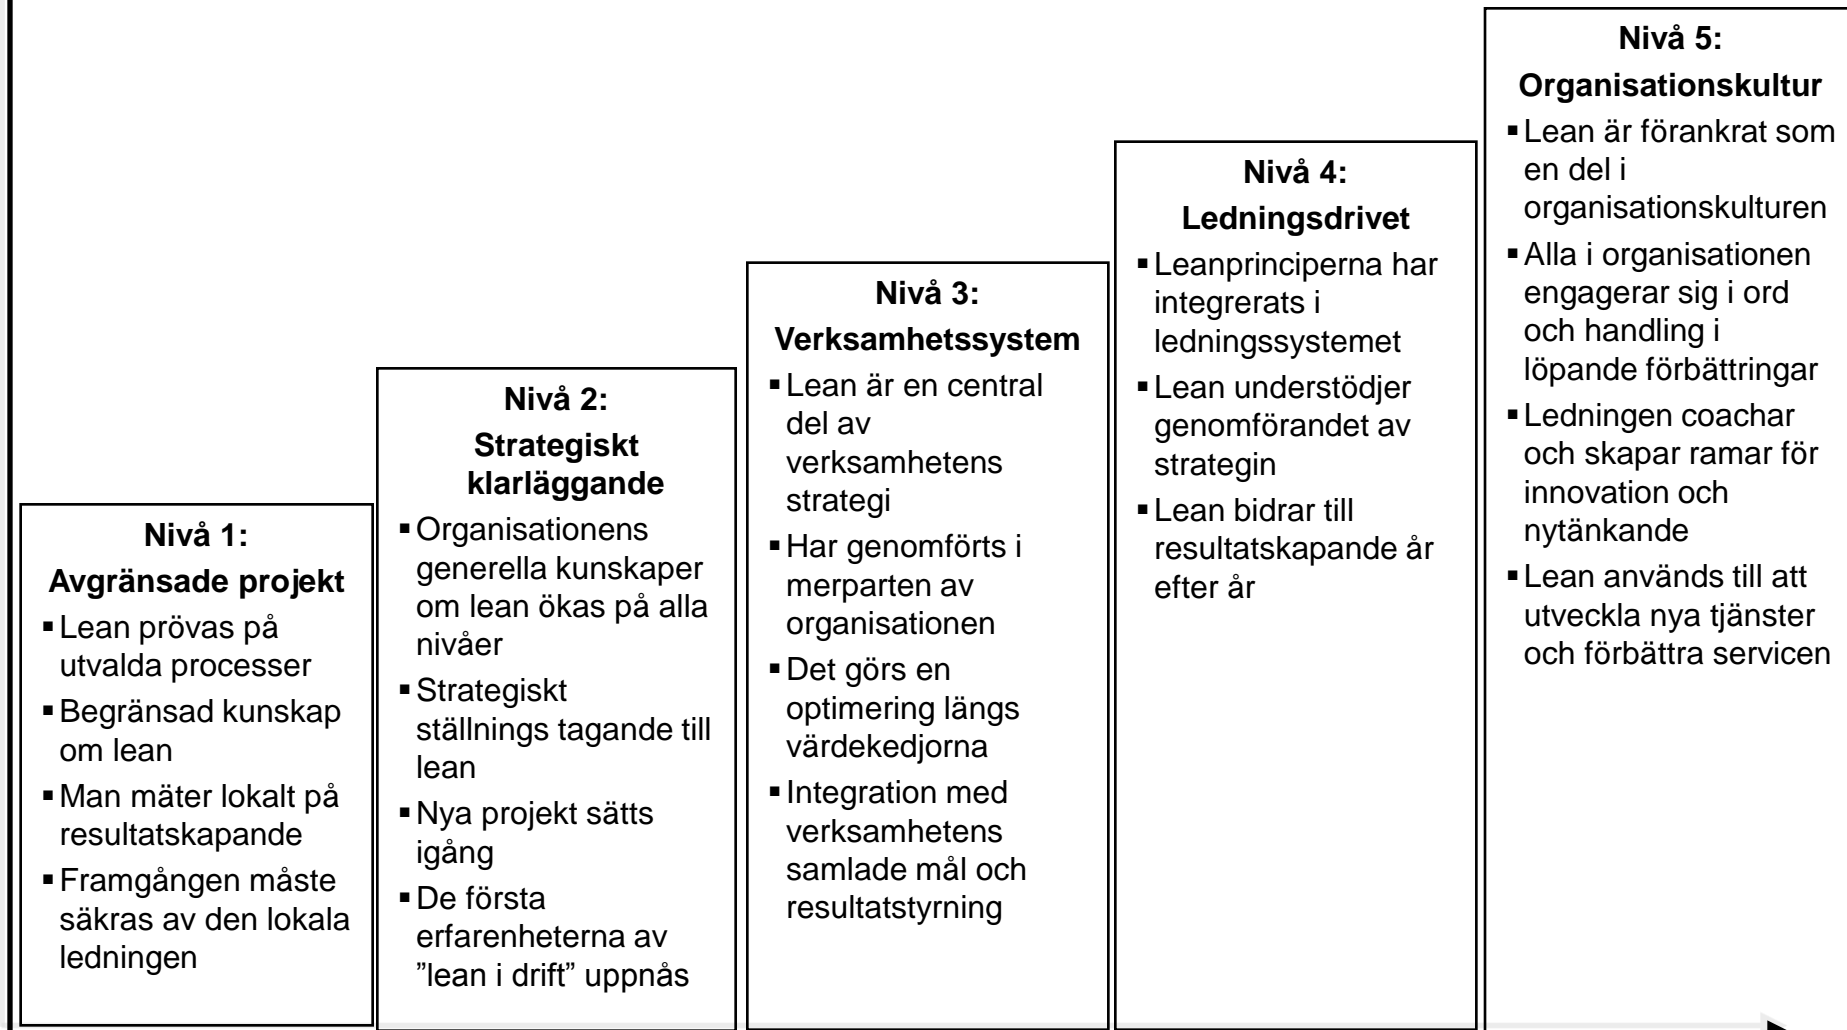 Nivå 1:
Avgränsade projekt
▪Lean prövas på
utvalda processer
▪Begränsad kunskap
om lean
▪Man mäter lokalt på
resultatskapande
▪Framgången måste
säkras av den lokala
ledningen
Nivå 2:
Strategiskt
klarläggande
▪Organisationens
generella kunskaper
om lean ökas på alla
nivåer
▪Strategiskt
ställnings tagande till
lean
▪Nya projekt sätts
igång
▪De första
erfarenheterna av
”lean i drift” uppnås
Nivå 3:
Verksamhetssystem
▪Lean är en central
del av
verksamhetens
strategi
▪Har genomförts i
merparten av
organisationen
▪Det görs en
optimering längs
värdekedjorna
▪Integration med
verksamhetens
samlade mål och
resultatstyrning
Nivå 4:
Ledningsdrivet
▪Leanprinciperna har
integrerats i
ledningssystemet
▪Lean understödjer
genomförandet av
strategin
▪Lean bidrar till
resultatskapande år
efter år
Nivå 5:
Organisationskultur
▪Lean är förankrat som
en del i
organisationskulturen
▪Alla i organisationen
engagerar sig i ord
och handling i
löpande förbättringar
▪Ledningen coachar
och skapar ramar för
innovation och
nytänkande
▪Lean används till att
utveckla nya tjänster
och förbättra servicen